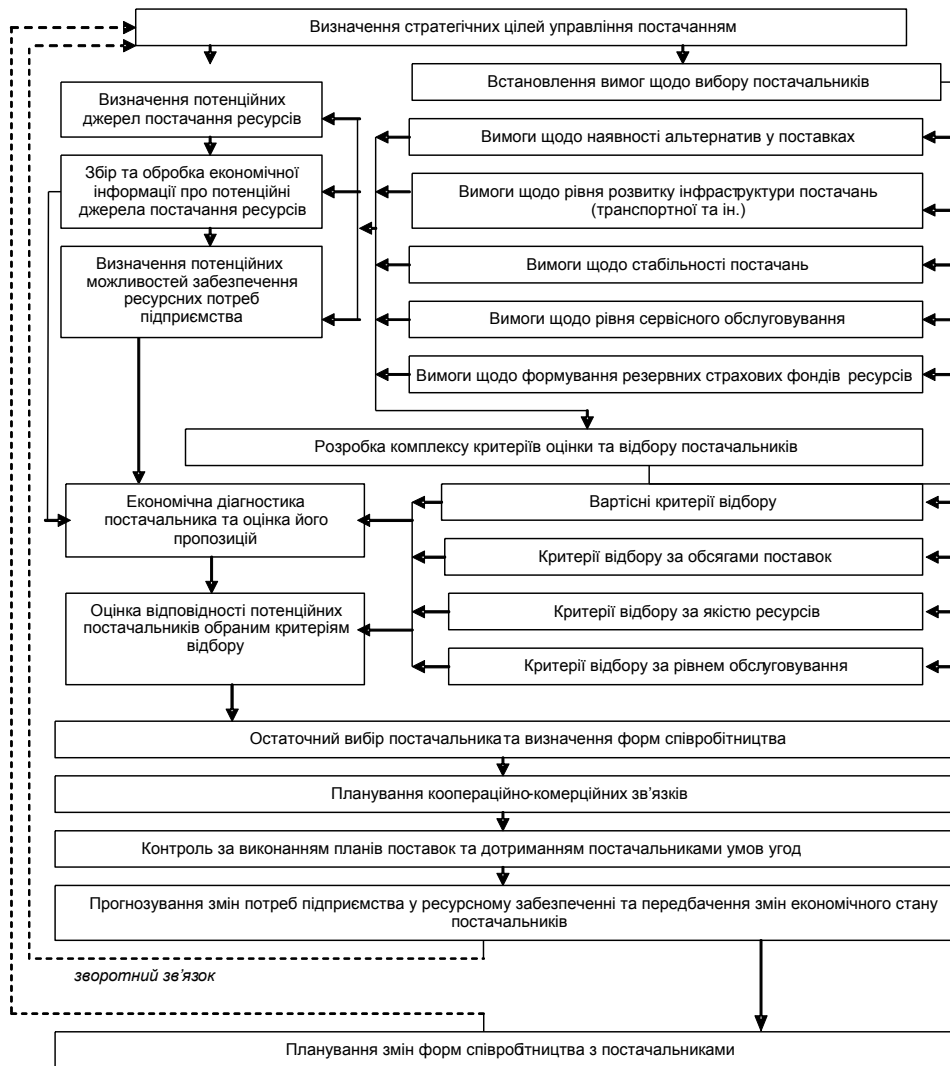 Визначення стратегічних цілей управління постачанням
Встановлення вимог щодо вибору постачальників
Визначення потенційних
джерел постачання ресурсів
Вимоги щодо наявності альтернатив у поставках
Збір та обробка економічної
інформації про потенційні
джерела постачання ресурсів
Вимоги щодо рівня розвитку інфраструктури постачань
(транспортної та ін.)
Визначення потенційних
можливостей забезпечення
ресурсних потреб
підприємства
Вимоги щодо стабільності постачань
Вимоги щодо рівня сервісного обслуговування
Вимоги щодо формування резервних страхових фондів ресурсів
Розробка комплексу критеріїв оцінки та відбору постачальників
Економічна діагностика
постачальника та оцінка його
пропозицій
Вартісні критерії відбору
Критерії відбору за обсягами поставок
Оцінка відповідності потенційних
постачальників обраним критеріям
відбору
Критерії відбору за якістю ресурсів
Критерії відбору за рівнем обслуговування
Остаточний вибір постачальника та визначення форм співробітництва
Планування коопераційно-комерційних зв’язків
Контроль за виконанням планів поставок та дотриманням постачальниками умов угод
Прогнозування змін потреб підприємства у ресурсному забезпеченні та передбачення змін економічного стану
постачальників
зворотний зв’язок
Планування змін форм співробітництва з постачальниками